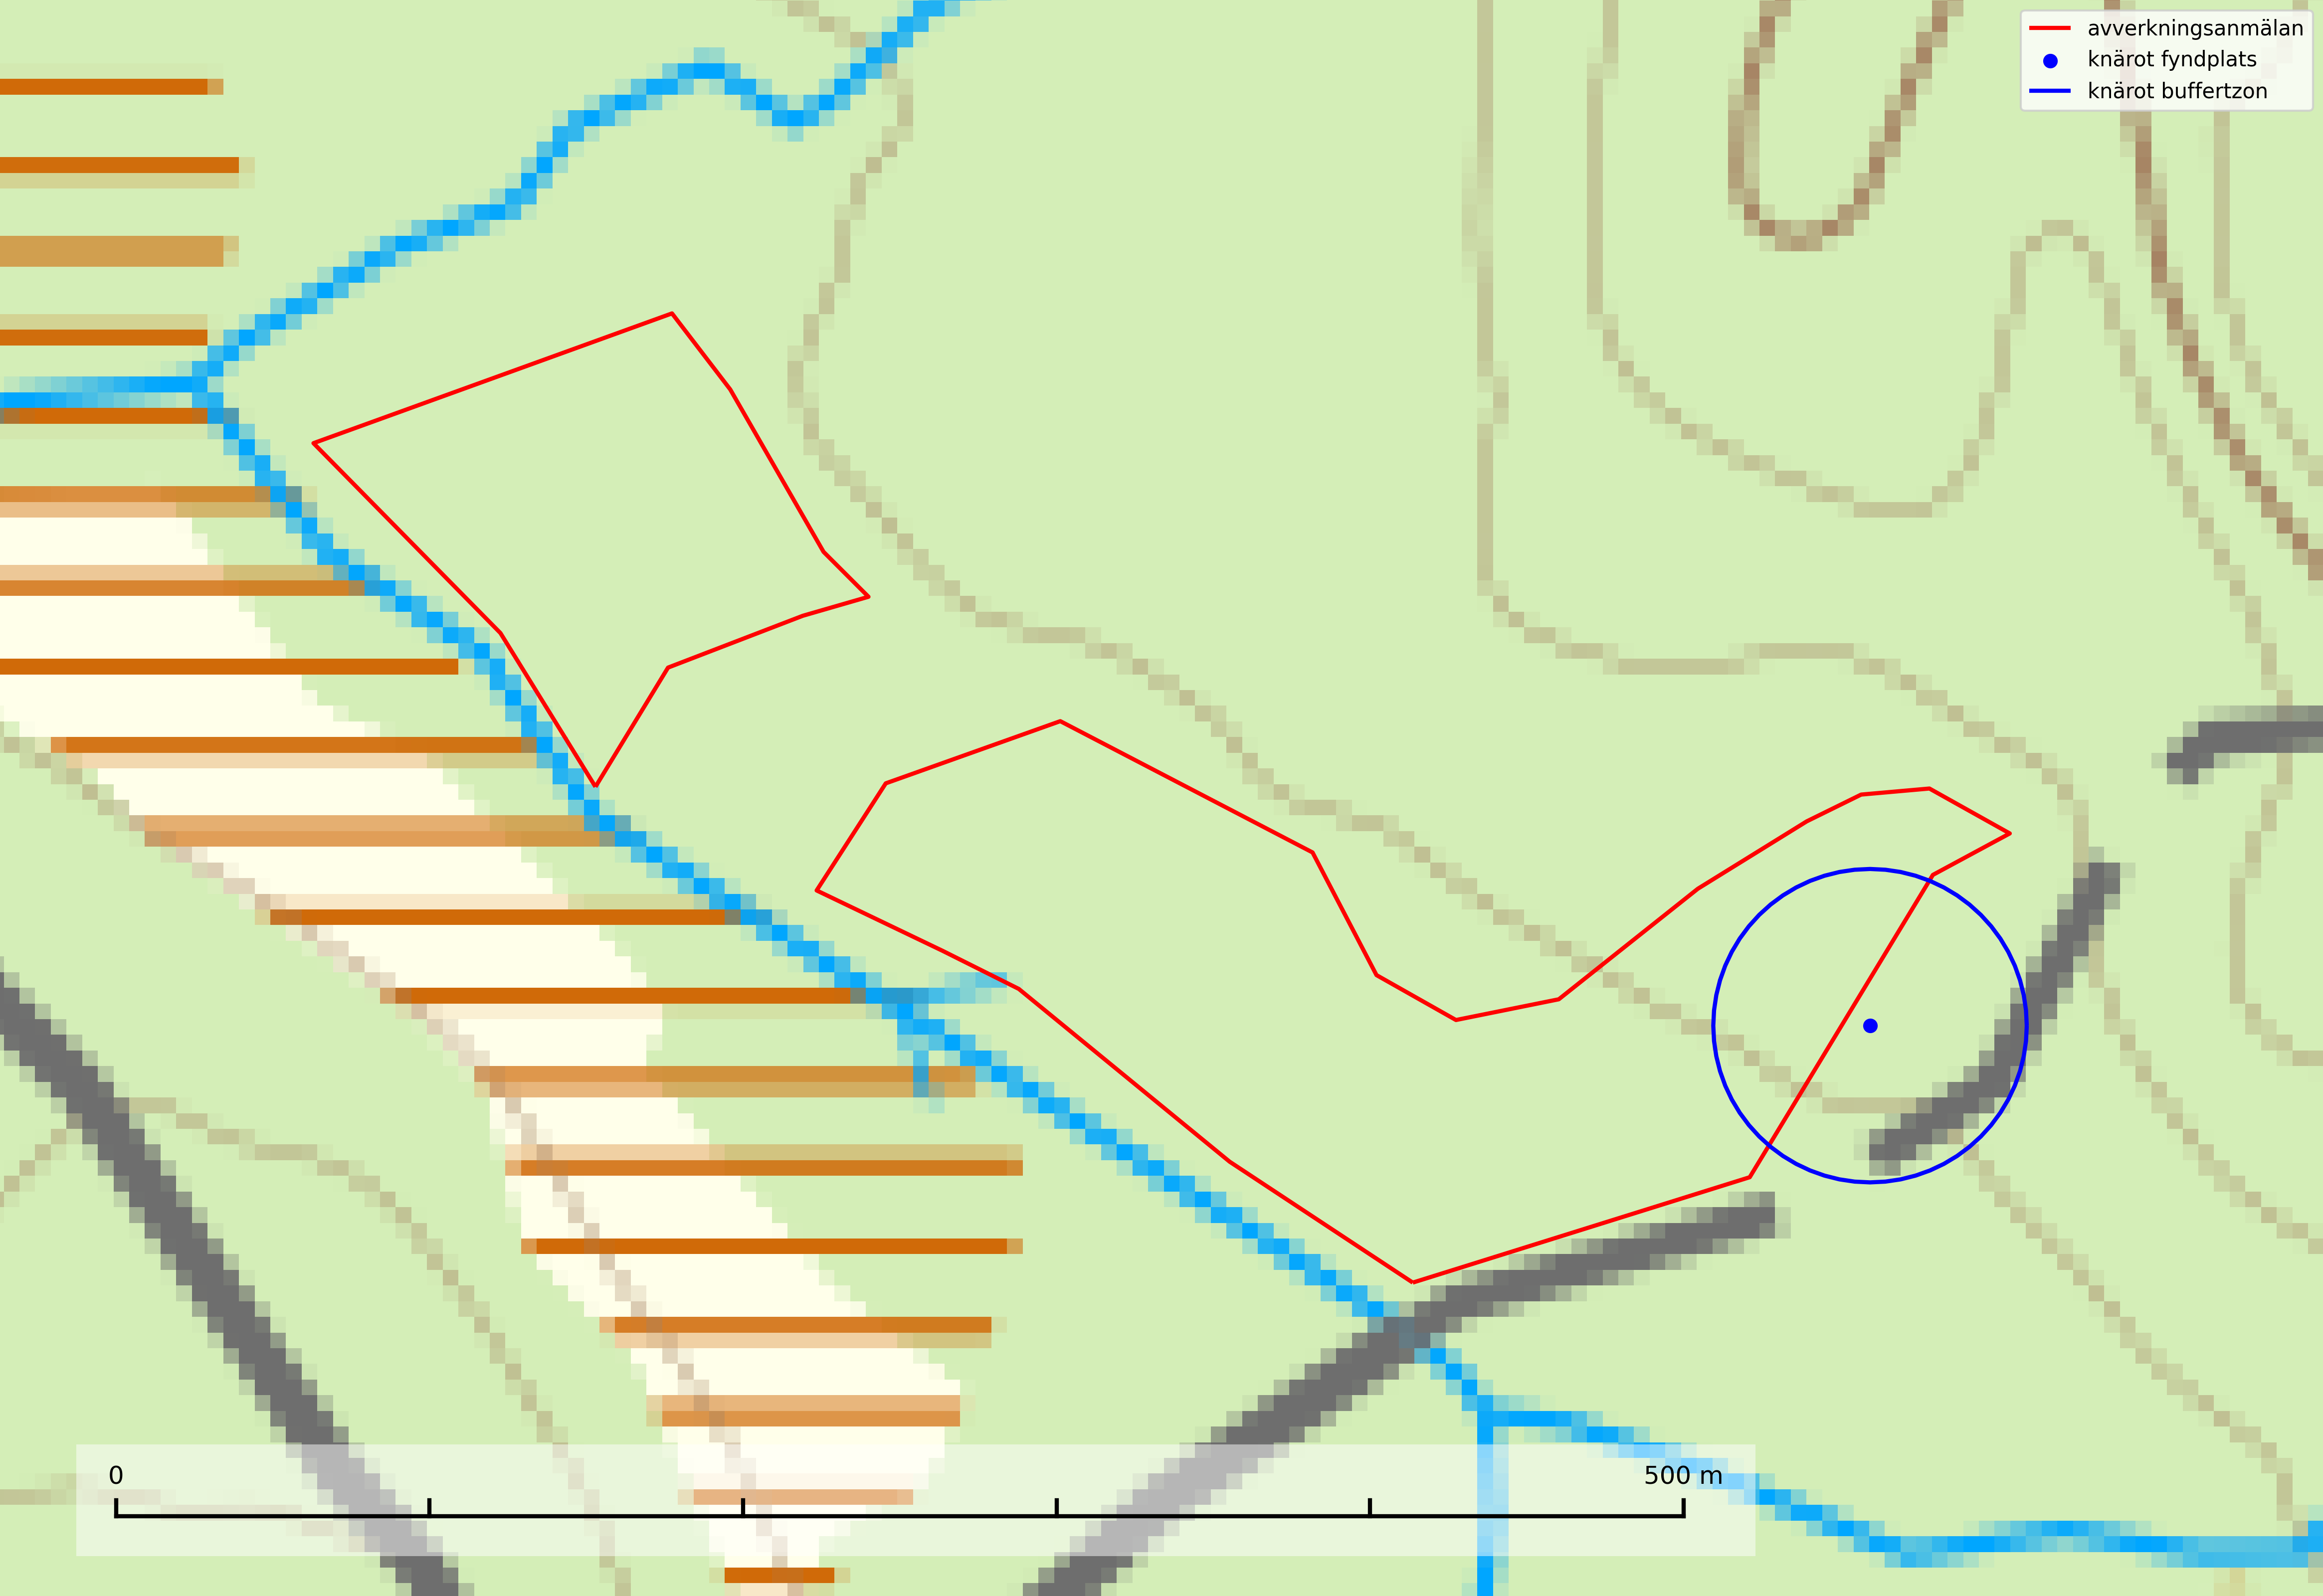 avverkningsanmälan
knärot fyndplats
knärot buffertzon
0
500 m